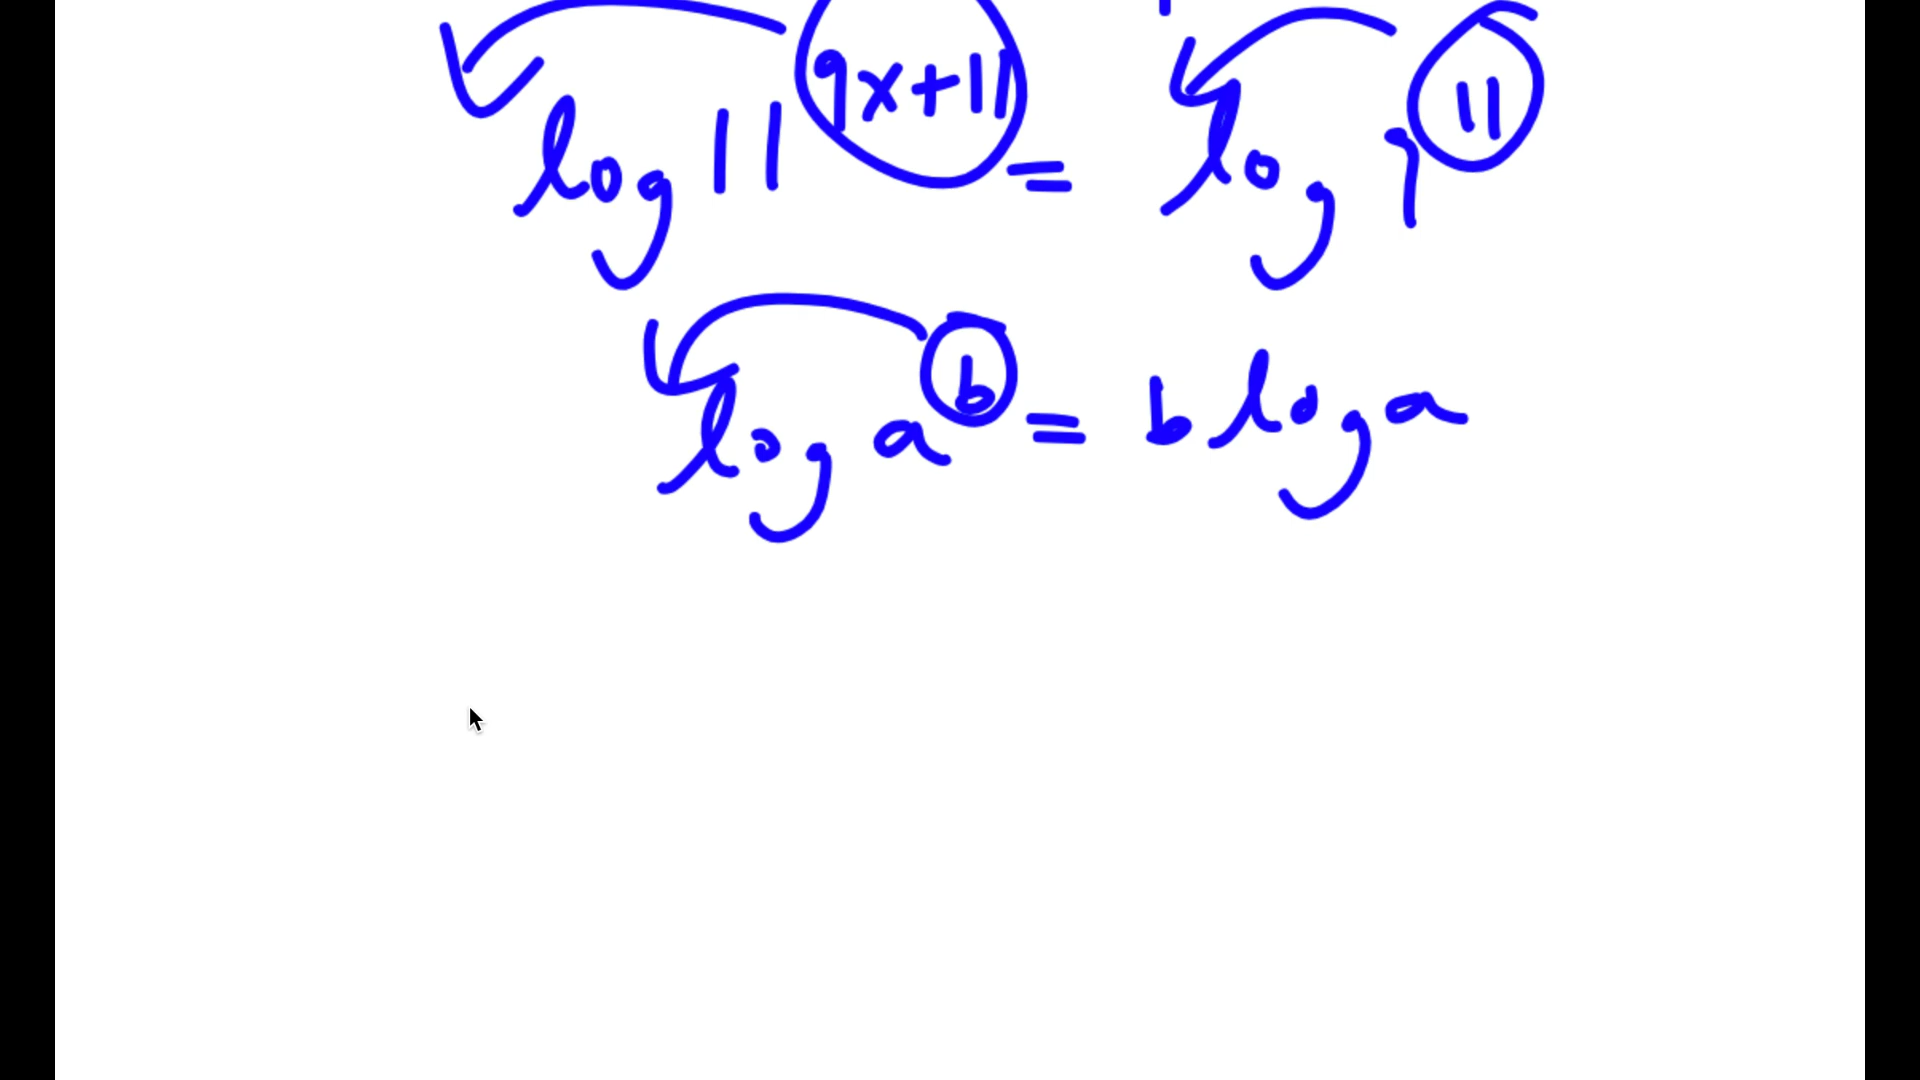 log 11^(9x+11) = log 9^11
log a^b = b log a